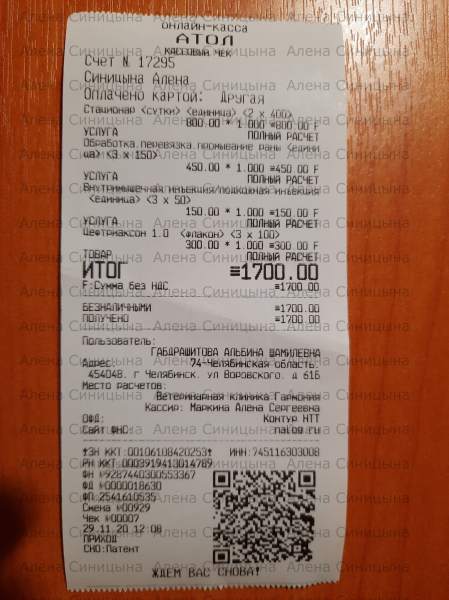 ОНЛАЙН-КАССА
АТОЛ
КАССОВЫЙ ЧЕК
Счет N 17295
Синицына Алена
Оплачено картой: Другая
Стационар <сутки> <единица> <2 x 400>
800.00 * 1.000 =800.00 F
УСЛУГА ПОЛНЫЙ РАСЧЕТ
Обработка, перевязка, промывание раны <едини
ца> <3 x 150>
450.00 * 1.000 =450.00 F
УСЛУГА ПОЛНЫЙ РАСЧЕТ
Внутримышечная инъекция/подкожная инъекция
<единица> <3 x 50>
150.00 * 1.000 =150.00 F
УСЛУГА ПОЛНЫЙ РАСЧЕТ
Цефтриаксон 1.0 <флакон> <3 x 100>
300.00 * 1.000 =300.00 F
ТОВАР ПОЛНЫЙ РАСЧЕТ
ИТОГ =1700.00
F:Сумма без НДС =1700.00
БЕЗНАЛИЧНЫМИ =1700.00
ПОЛУЧЕНО =1700.00
Пользователь:
ГАБДРАШИТОВА АЛЬБИНА ШАМИЛЕВНА
Адрес: 74-Челябинская область,
454048, г Челябинск, ул Воровского, д 61Б
Место расчетов:
Ветеринарная клиника Гармония
Кассир: Маркина Алена Сергеевна
ОФД: Контур НТТ
Сайт ФНС: nalog.ru
ЗН ККТ:00106108420253 ИНН:745116303008
РН ККТ:0003919413014789
ФН №9287440300553367
ФД №0000018630
ФП:2541610535
Смена №00929
Чек №00007
29.11.20 12:08
ПРИХОД
СНО:Патент
ЖДЕМ ВАС СНОВА!